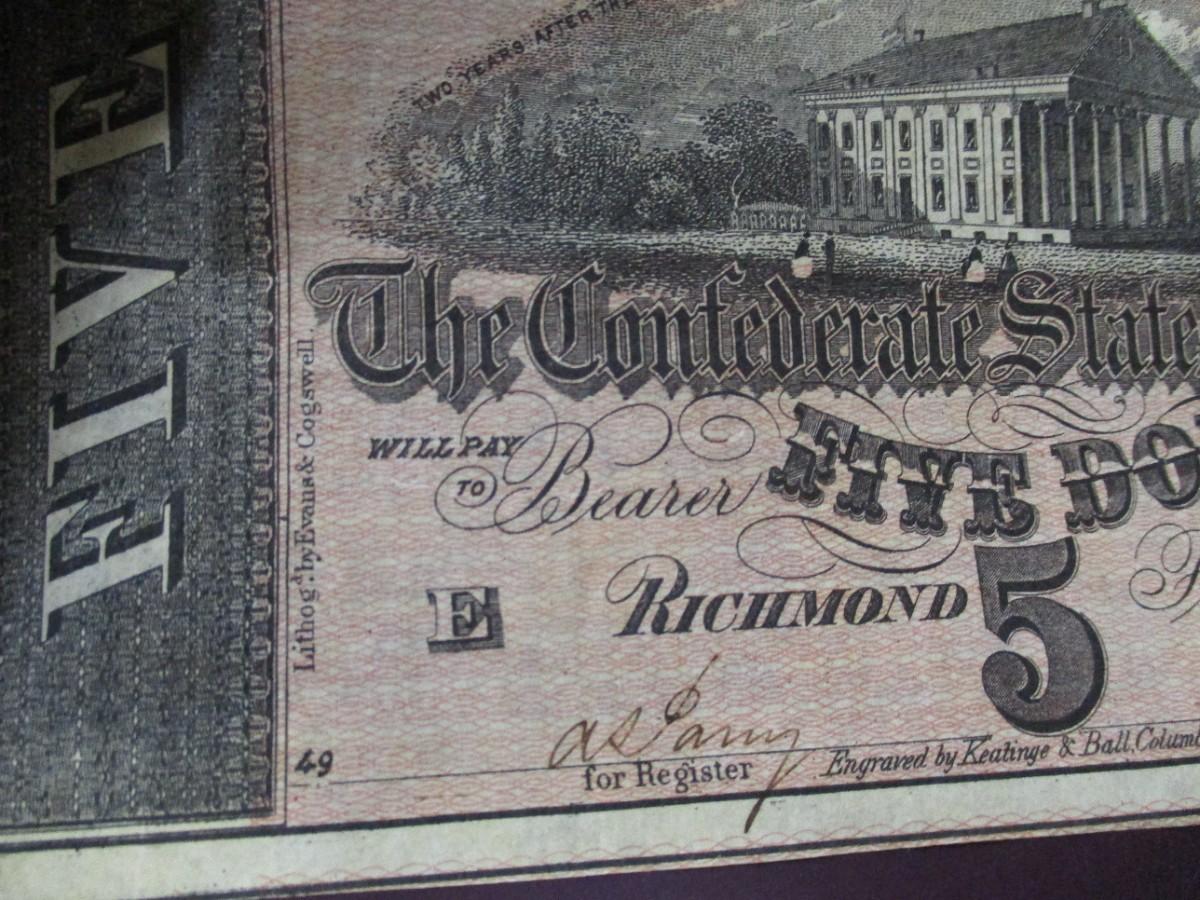 FIVE
TWO YEARS AFTER THE
The Confederate State
WILL PAY
TO Bearer FIVE DO
E RICHMOND 5
Lithog'd: by Evans & Cogswell.
49
for Register
Engraved by Keatinge & Ball, Columb